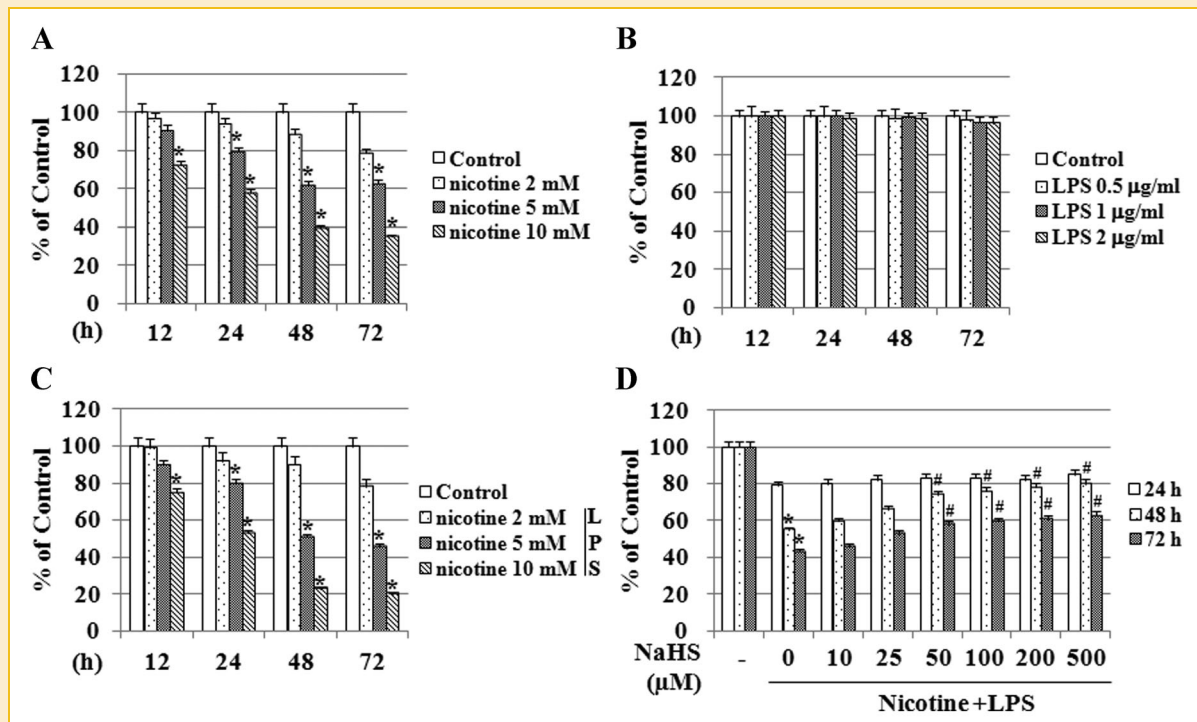 A
120
100
80
60
40
20
0
% of Control
* * * * * * *
(h) 12 24 48 72
Control
nicotine 2 mM
nicotine 5 mM
nicotine 10 mM
B
120
100
80
60
40
20
0
% of Control
(h) 12 24 48 72
Control
LPS 0.5 µg/ml
LPS 1 µg/ml
LPS 2 µg/ml
C
120
100
80
60
40
20
0
% of Control
* * * * * * *
(h) 12 24 48 72
Control
nicotine 2 mM L
nicotine 5 mM P
nicotine 10 mM S
D
120
100
80
60
40
20
0
% of Control
* * # # # # # # # #
24 h
48 h
72 h
NaHS - 0 10 25 50 100 200 500
(µM)
Nicotine+LPS